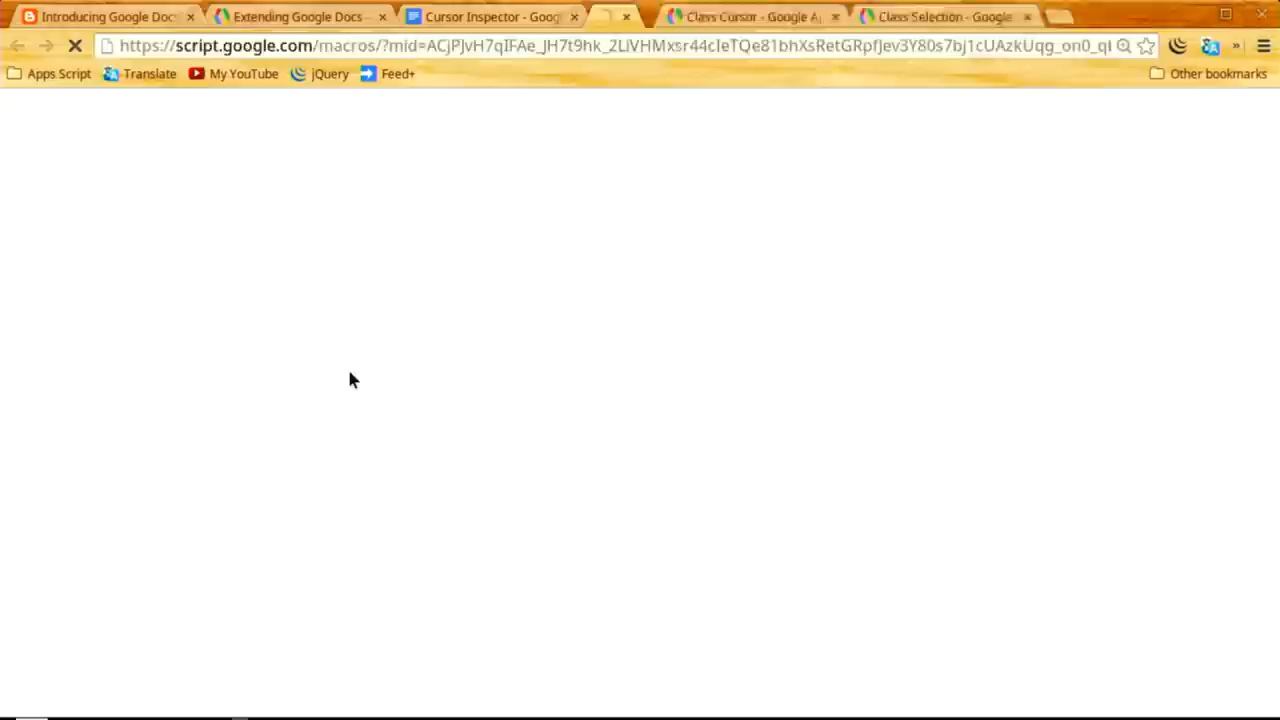 Introducing Google Doc Extending Google Docs - Cursor Inspector - Goog Class Cursor - Google A Class Selection - Google
https://script.google.com/macros/?mid=
Apps Script Translate My YouTube jQuery Feed+ Other bookmarks